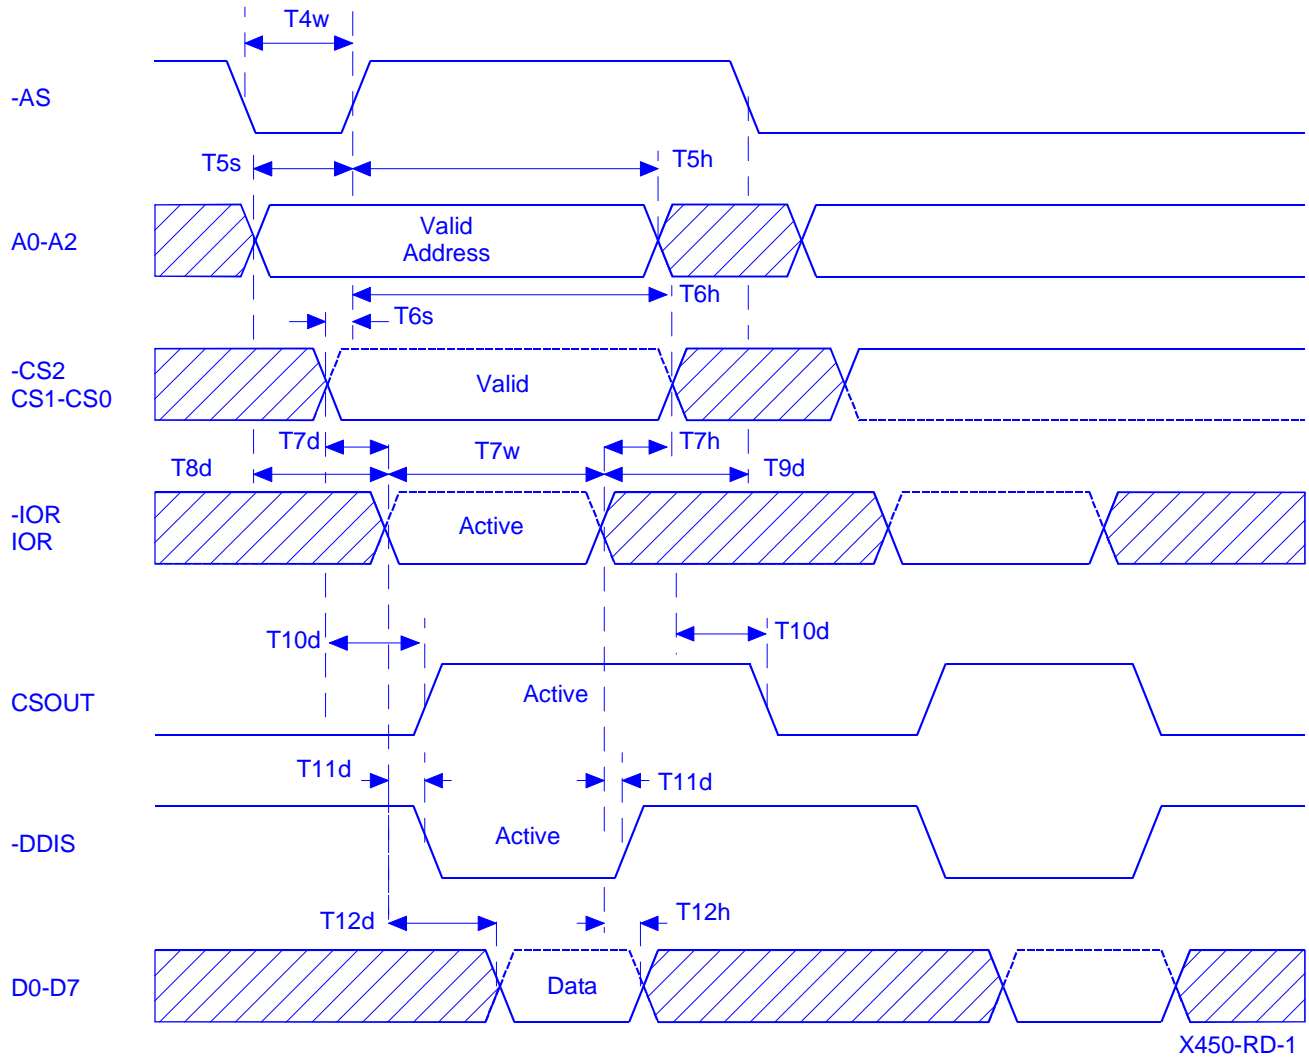 T4w
-AS
T5s
T5h
A0-A2
Valid
Address
T6h
T6s
-CS2
CS1-CS0
Valid
T7d
T7w
T7h
T8d
T9d
-IOR
IOR
Active
T10d
T10d
CSOUT
Active
T11d
T11d
-DDIS
Active
T12d
T12h
D0-D7
Data
X450-RD-1